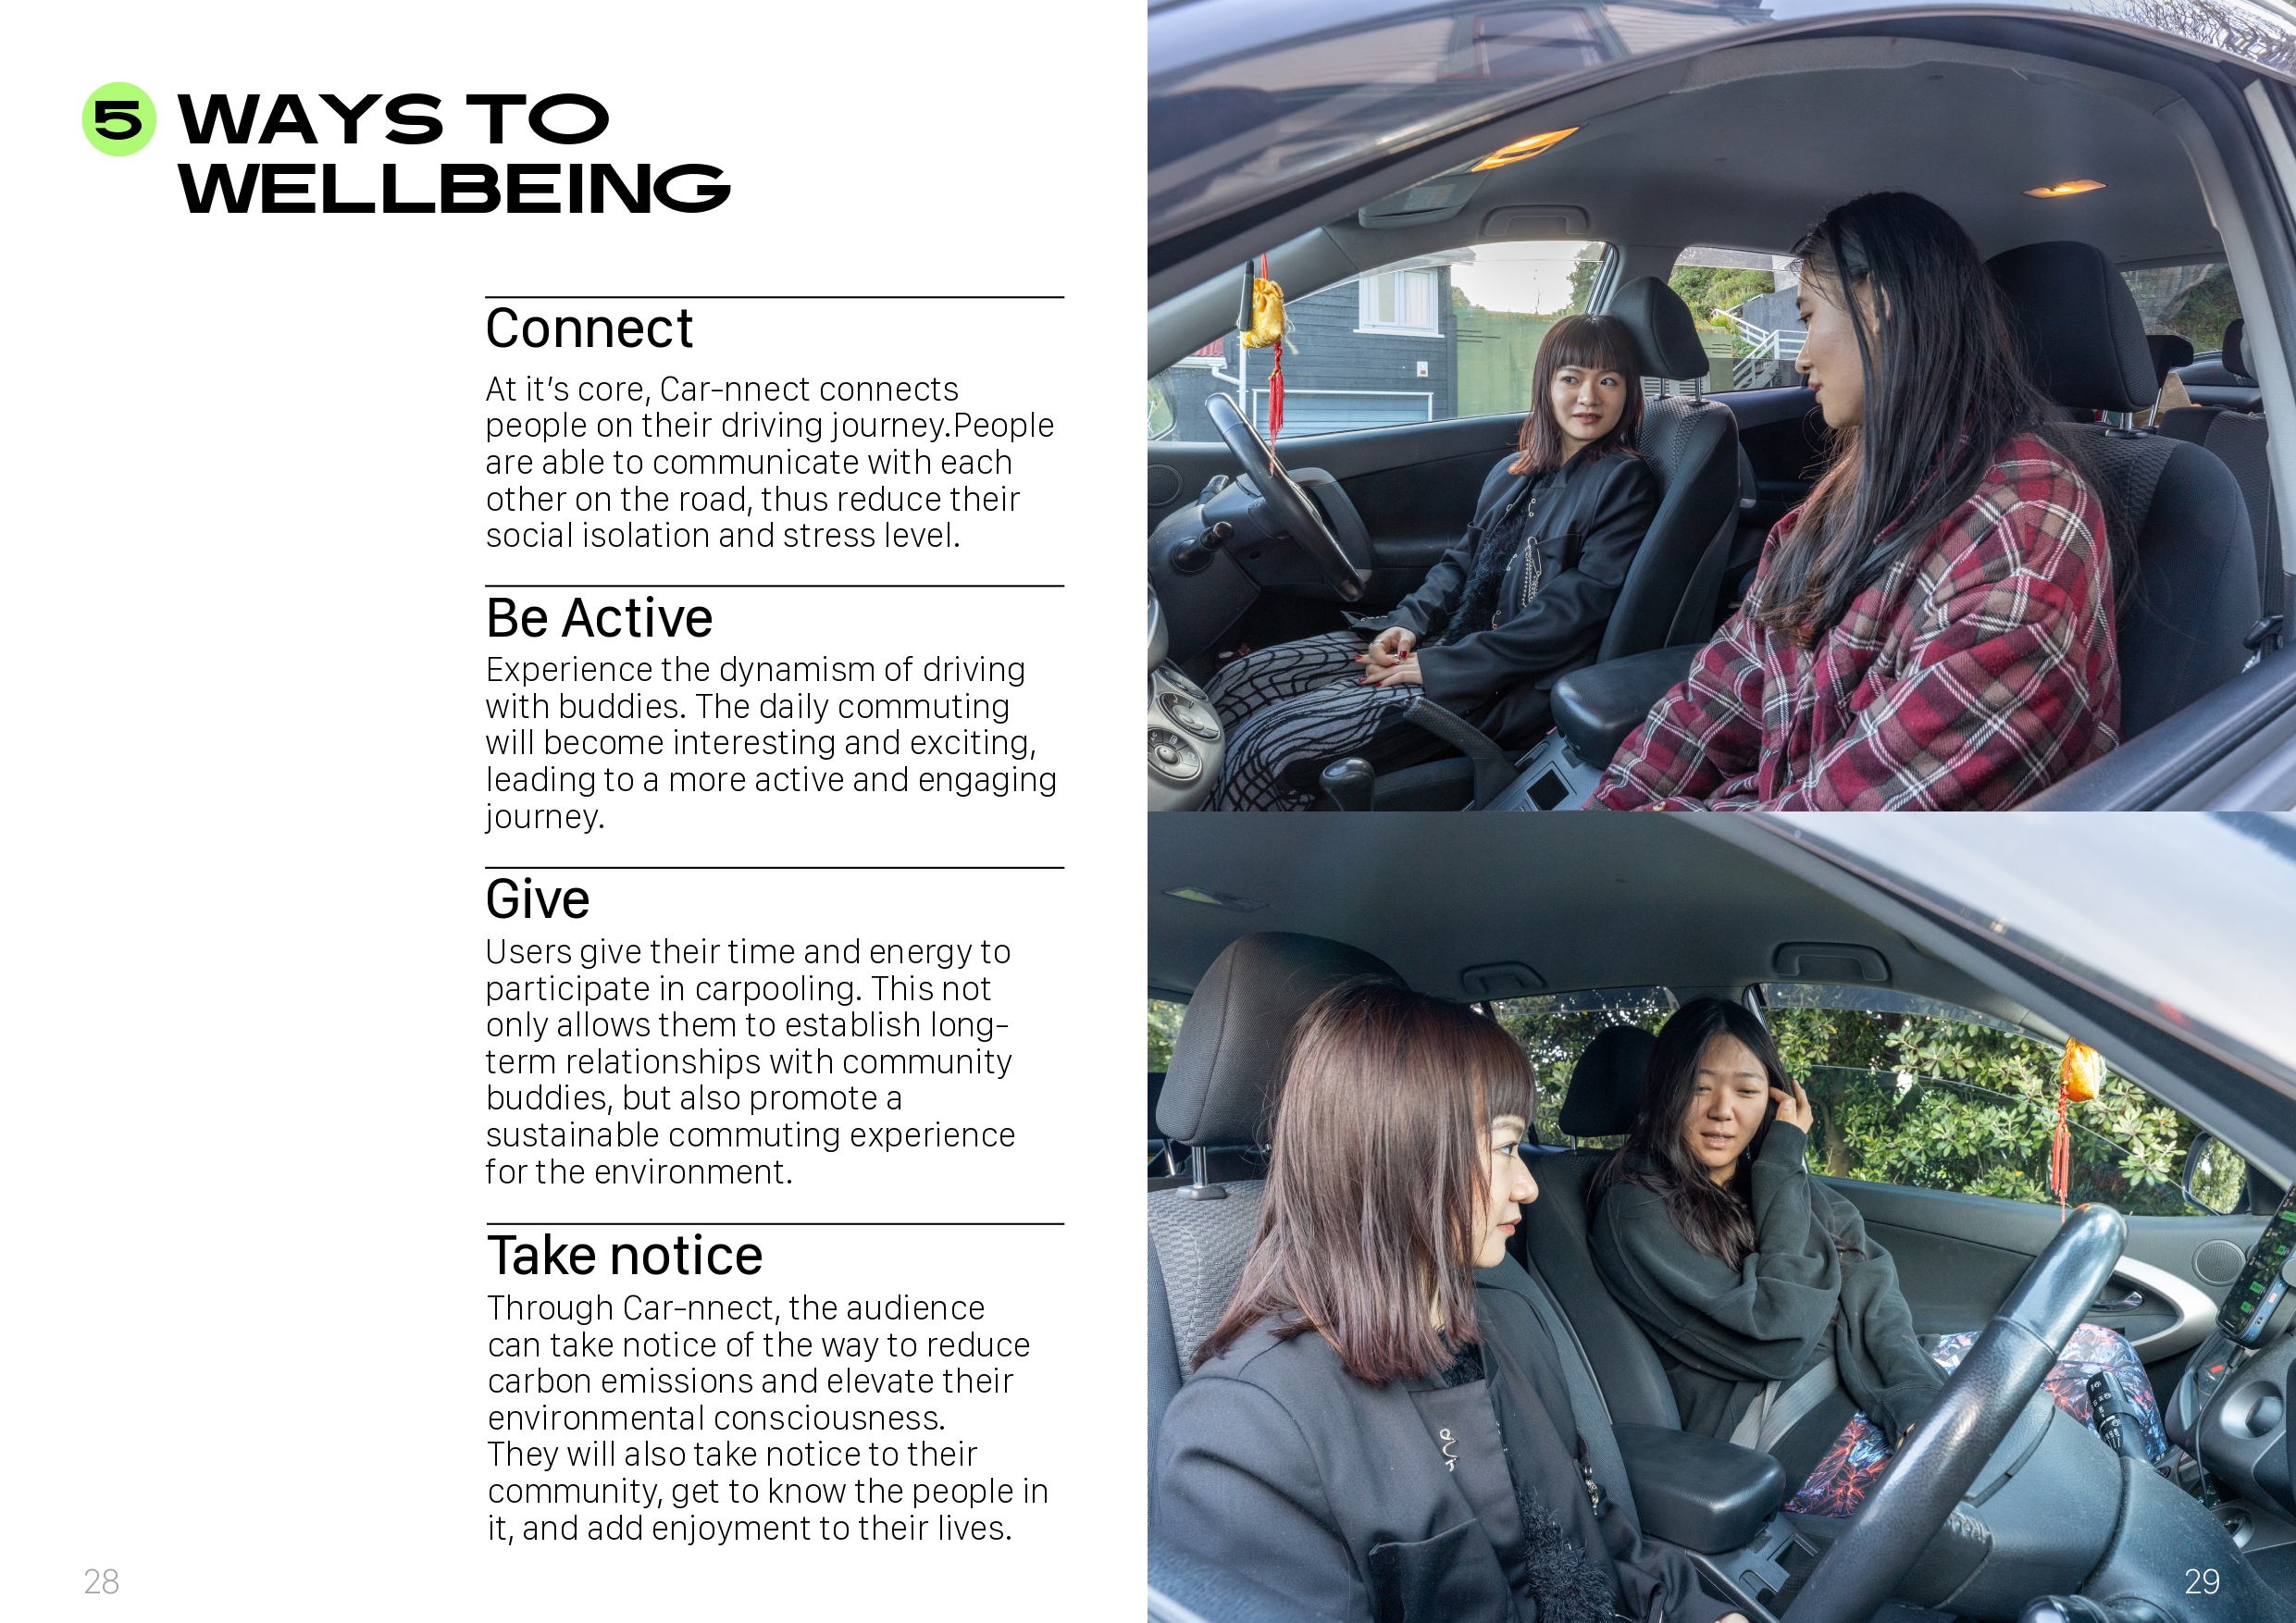 5 WAYS TO
WELLBEING
Connect
At it's core, Car-nnect connects
people on their driving journey.People
are able to communicate with each
other on the road, thus reduce their
social isolation and stress level.
Be Active
Experience the dynamism of driving
with buddies. The daily commuting
will become interesting and exciting,
leading to a more active and engaging
journey.
Give
Users give their time and energy to
participate in carpooling. This not
only allows them to establish long-
term relationships with community
buddies, but also promote a
sustainable commuting experience
for the environment.
Take notice
Through Car-nnect, the audience
can take notice of the way to reduce
carbon emissions and elevate their
environmental consciousness.
They will also take notice to their
community, get to know the people in
it, and add enjoyment to their lives.
28
29